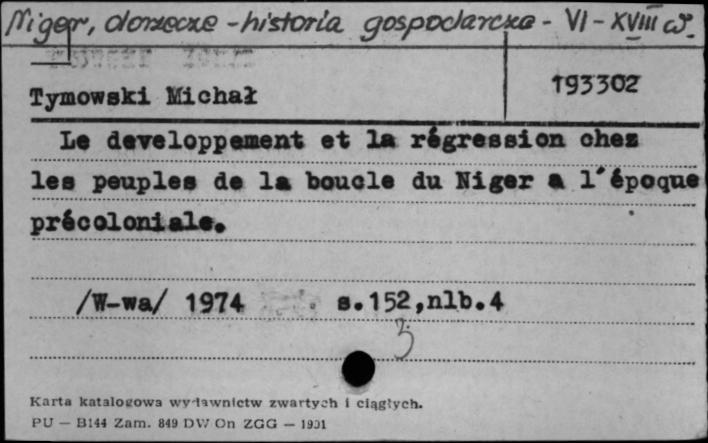 Niger, dorzecze - historia gospodarcza - VI - XVIII w.
Tymowski Michał
193302
Le developpement et la régression chez
les peuples de la boucle du Niger a l'époque
précoloniale.
/W-wa/ 1974 s.152,nlb.4
3
Karta katalogowa wydawnictw zwartych i ciągłych.
PU — B144 Zam. 849 DW On ZGG — 1901